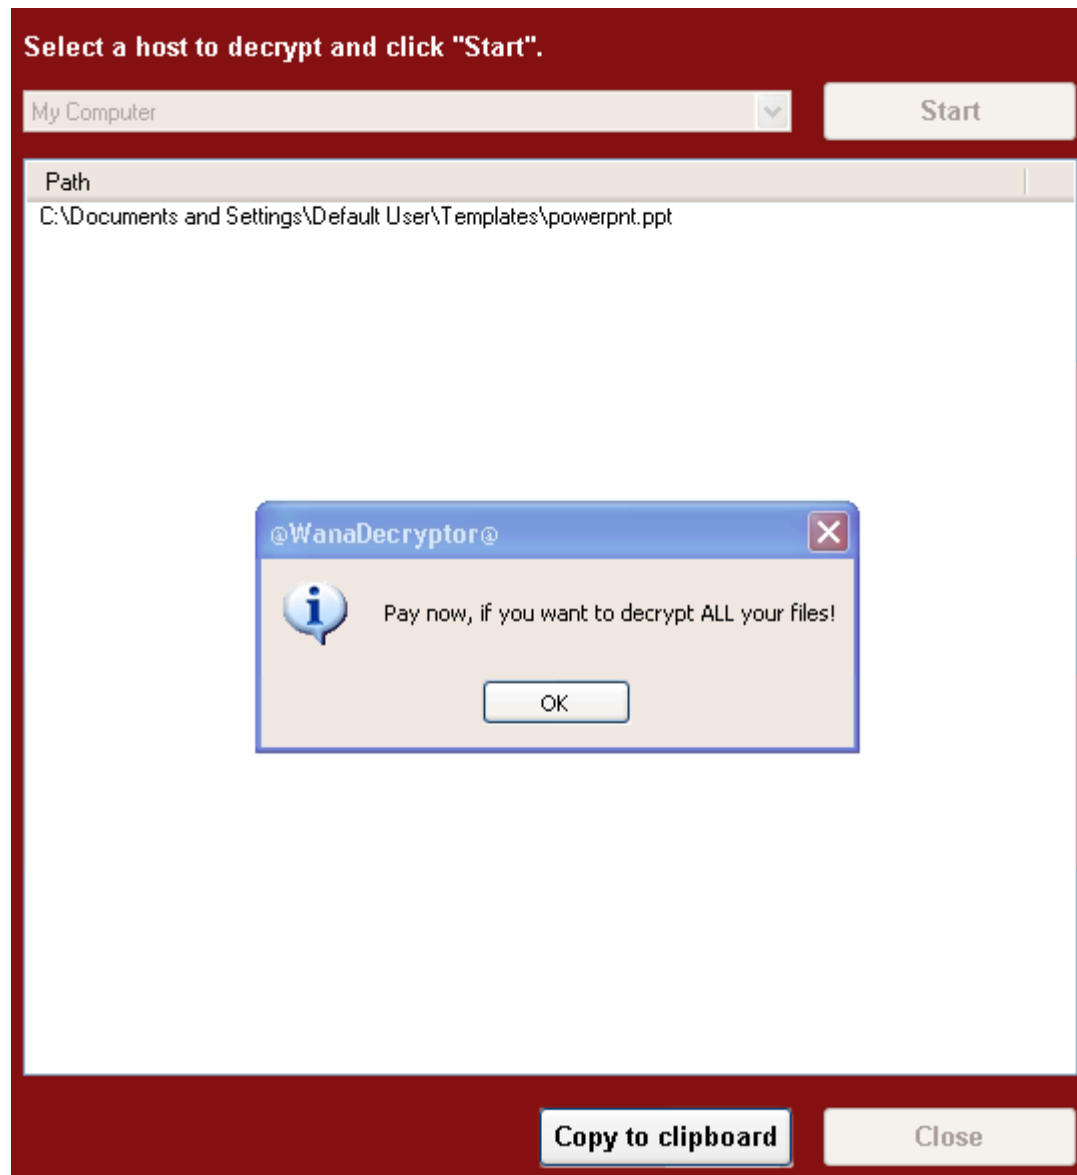 Select a host to decrypt and click "Start".
My Computer
Start
Path
C:\Documents and Settings\Default User\Templates\powerpnt.ppt
@WanaDecryptor@
Pay now, if you want to decrypt ALL your files!
OK
Copy to clipboard
Close